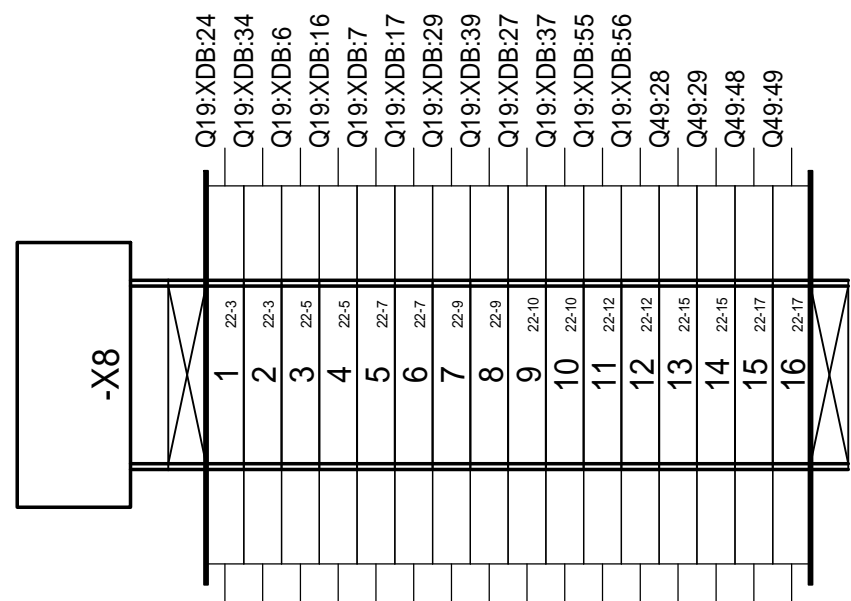 -X8
Q19:XDB:24
Q19:XDB:34
Q19:XDB:6
Q19:XDB:16
Q19:XDB:7
Q19:XDB:17
Q19:XDB:29
Q19:XDB:39
Q19:XDB:27
Q19:XDB:37
Q19:XDB:55
Q19:XDB:56
Q49:28
Q49:29
Q49:48
Q49:49
1 22-3
2 22-3
3 22-5
4 22-5
5 22-7
6 22-7
7 22-9
8 22-9
9 22-10
10 22-10
11 22-12
12 22-12
13 22-15
14 22-15
15 22-17
16 22-17